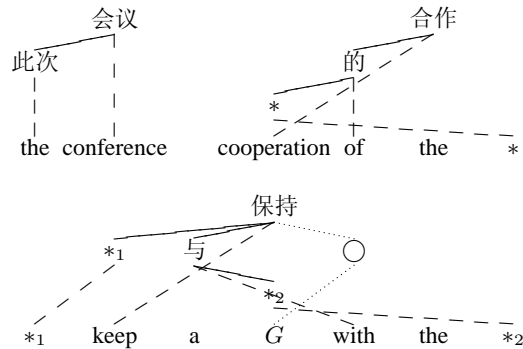 会议 合作
此次 的
*
the conference cooperation of the *
保持
*₁ 与
*₂
*₁ keep a G with the *₂